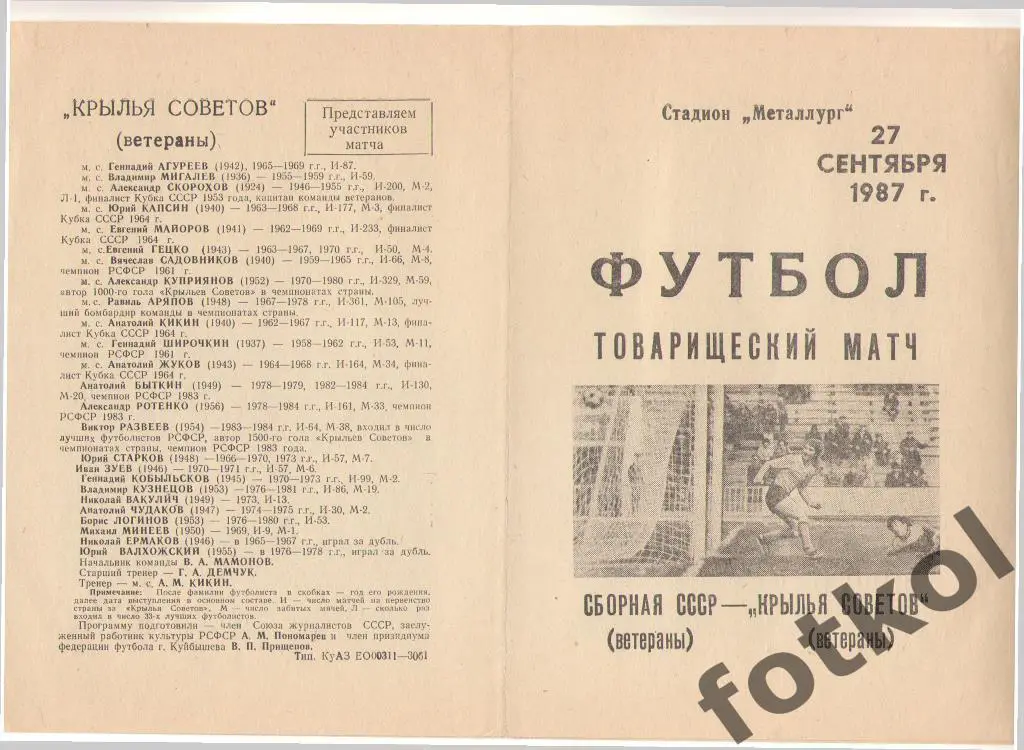 „КРЫЛЬЯ СОВЕТОВ“
(ветераны)
Представляем
участников
матча
м. с. Геннадий АГУРЕЕВ (1942), 1965—1969 г.г., И-87.
м. с. Владимир МИГАЛЕВ (1936) — 1955—1959 г.г., И-59.
м. с. Александр СКОРОХОВ (1924) — 1946—1955 г.г., И-200, М-2,
Л-1, финалист Кубка СССР 1953 года, капитан команды ветеранов.
м. с. Юрий КАПСИН (1940) — 1963—1968 г.г., И-177, М-3, финалист
Кубка СССР 1964 г.
м. с. Евгений МАЙОРОВ (1941) — 1962—1969 г.г., И-233, финалист
Кубка СССР 1964 г.
м. с.Евгений ГЕЦКО (1943) — 1963—1967, 1970 г.г., И-50, М-4.
м. с. Вячеслав САДОВНИКОВ (1940) — 1959—1965 г.г., И-66, М-8,
чемпион РСФСР 1961 г.
м. с. Александр КУПРИЯНОВ (1952) — 1970—1980 г.г., И-329, М-59,
автор 1000-го гола «Крыльев Советов» в чемпионатах страны.
м. с. Равиль АРЯПОВ (1948) — 1967—1978 г.г., И-361, М-105, луч-
ший бомбардир команды в чемпионатах страны.
м. с. Анатолий КИКИН (1940) — 1962—1967 г.г., И-117, М-13, фина-
лист Кубка СССР 1964 г.
м. с. Геннадий ШИРОЧКИН (1937) — 1958—1962 г.г., И-53, М-11,
чемпион РСФСР 1961 г.
м. с. Анатолий ЖУКОВ (1943) — 1964—1968 г.г., И-164, М-34, фина-
лист Кубка СССР 1964 г.
Анатолий БЫТКИН (1949) — 1978—1979, 1982—1984 г.г., И-130,
М-20, чемпион РСФСР 1983 г.
Александр РОТЕНКО (1956) — 1978—1984 г.г., И-161, М-33, чемпион
РСФСР 1983 г.
Виктор РАЗВЕЕВ (1954) —1983—1984 г.г. И-64, М-38, входил в число
лучших футболистов РСФСР, автор 1500-го гола «Крыльев Советов» в
чемпионатах страны, чемпион РСФСР 1983 года.
Юрий СТАРКОВ (1948) —1966—1970, 1973 г.г., И-57, М-7.
Иван ЗУЕВ (1946) — 1970—1971 г.г., И-57, М-6.
Геннадий КОБЫЛЬСКОВ (1945) — 1970—1973 г.г., И-99, М-2.
Владимир КУЗНЕЦОВ (1953) —1976—1981 г.г., И-86, М-19.
Николай ВАКУЛИЧ (1949) — 1973, И-13.
Анатолий ЧУДАКОВ (1947) — 1974—1975 г.г., И-30, М-2.
Борис ЛОГИНОВ (1953) — 1976—1980 г.г., И-53.
Михаил МИНЕЕВ (1950) — 1969, И-9, М-1.
Николай ЕРМАКОВ (1946) — в 1965—1967 г.г., играл за дубль.
Юрий ВАЛХОЖСКИЙ (1955) — в 1976—1978 г.г., играл за дубль.
Начальник команды В. А. МАМОНОВ.
Старший тренер — Г. А. ДЕМЧУК.
Тренер — м. с. А. М. КИКИН.
Примечание: После фамилии футболиста в скобках — год его рождения,
далее дата выступления в основном составе. И — число матчей на первенство
страны за «Крылья Советов», М — число забитых мячей, Л — сколько раз
входил в число 33-х лучших футболистов.
Программу подготовили — член Союза журналистов СССР, заслу-
женный работник культуры РСФСР А. М. Пономарев и член призидиума
федерации футбола г. Куйбышева В. П. Прищепов.
Тип. КуАЗ ЕО00311—3051
Стадион „Металлург“
27
СЕНТЯБРЯ
1987 г.
ФУТБОЛ
ТОВАРИЩЕСКИЙ МАТЧ
СБОРНАЯ СССР—„КРЫЛЬЯ СОВЕТОВ“
(ветераны) (ветераны)
fotkol